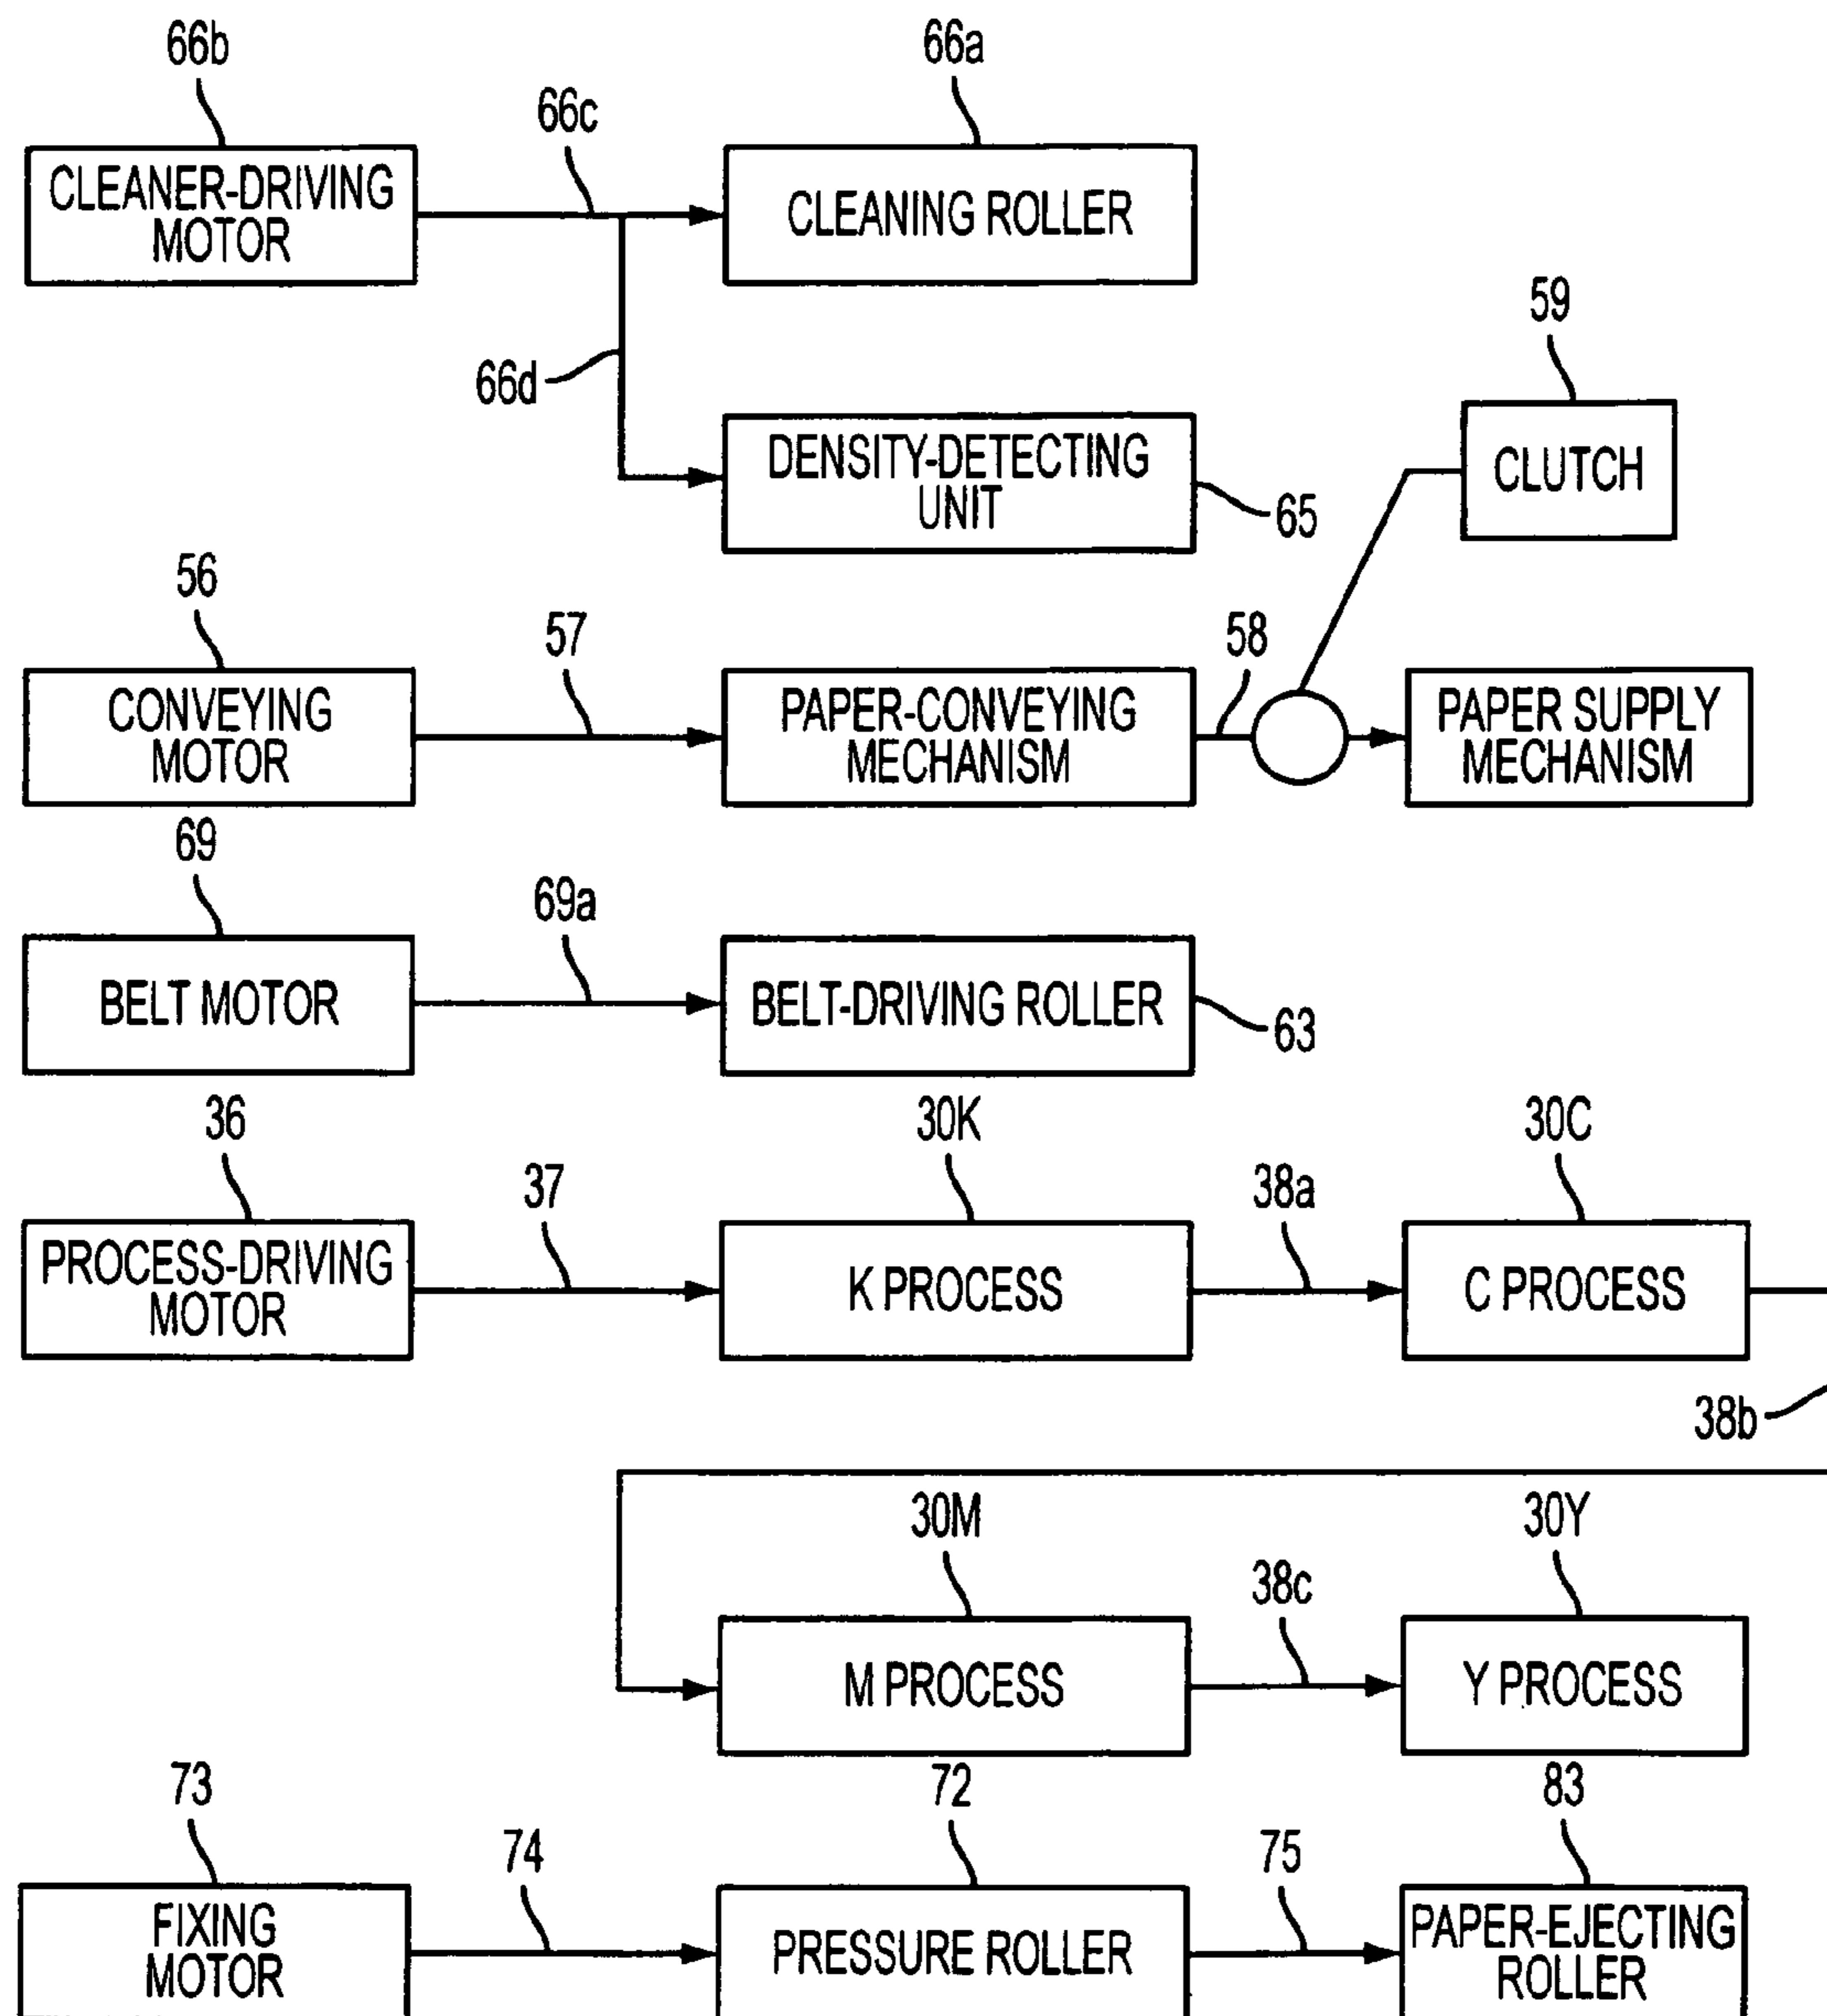 66b
66a
66c
CLEANER-DRIVING
MOTOR
CLEANING ROLLER
59
66d
DENSITY-DETECTING
UNIT
CLUTCH
65
56
57
58
CONVEYING
MOTOR
PAPER-CONVEYING
MECHANISM
PAPER SUPPLY
MECHANISM
69
69a
BELT MOTOR
BELT-DRIVING ROLLER
63
36
30K
30C
37
38a
PROCESS-DRIVING
MOTOR
K PROCESS
C PROCESS
38b
30M
30Y
38c
M PROCESS
Y PROCESS
73
72
83
74
75
FIXING
MOTOR
PRESSURE ROLLER
PAPER-EJECTING
ROLLER